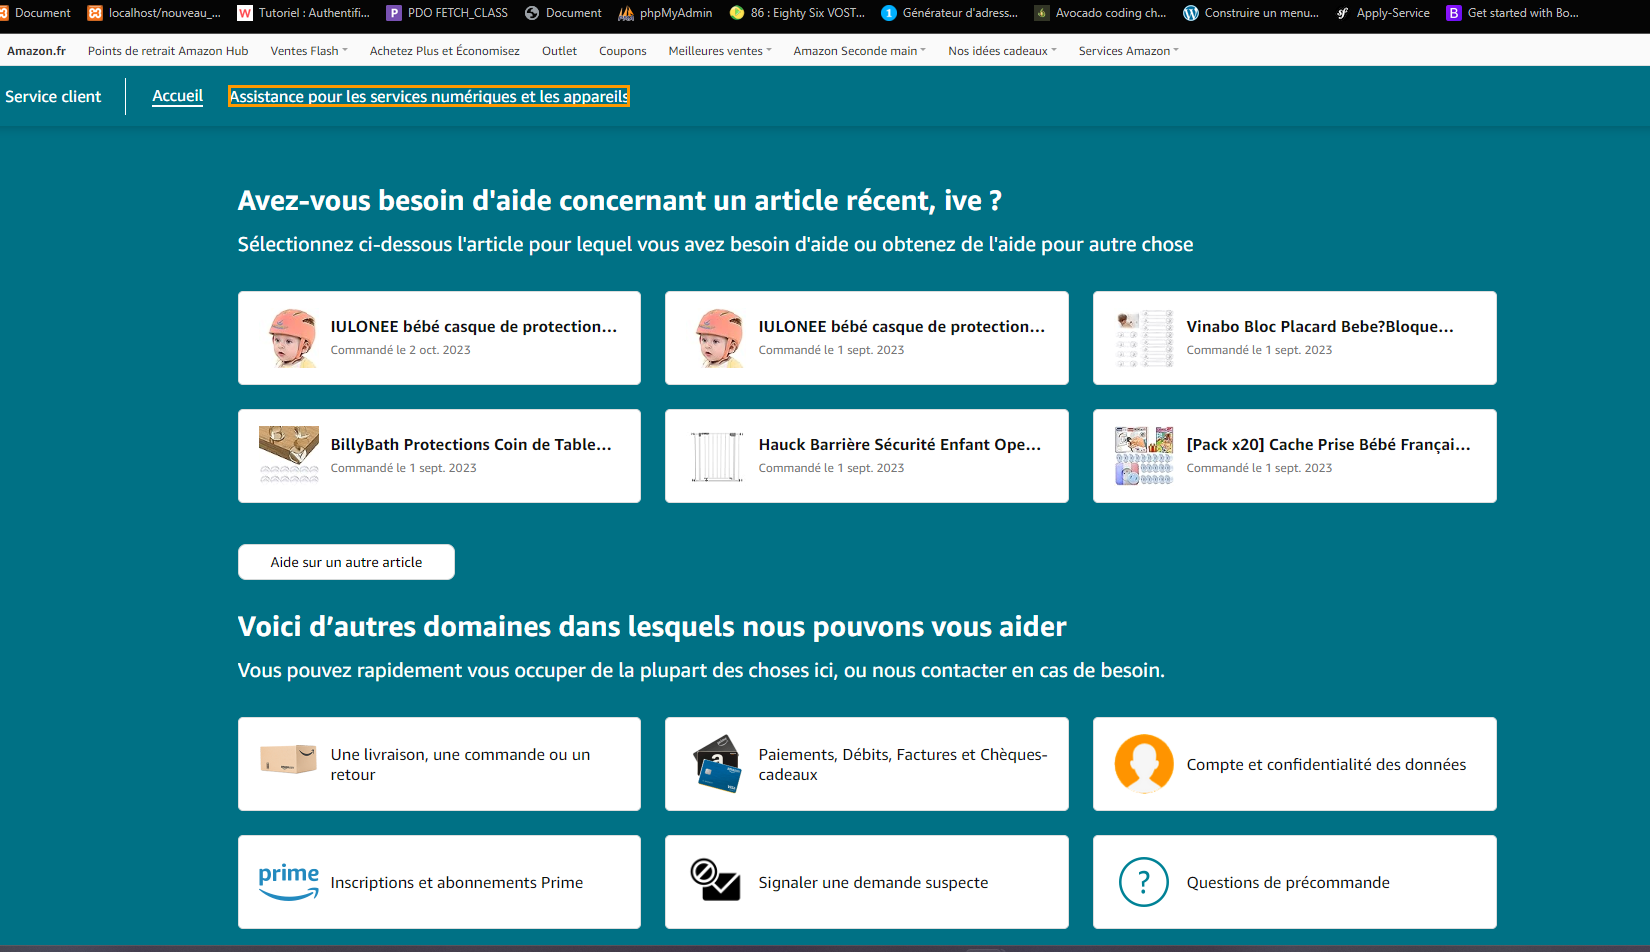 Document localhost/nouveau_... Tutoriel : Authentifi... PDO FETCH_CLASS Document phpMyAdmin 86 : Eighty Six VOST... Générateur d'adress... Avocado coding ch... Construire un menu... Apply-Service Get started with Bo...
Amazon.fr Points de retrait Amazon Hub Ventes Flash Achetez Plus et Économisez Outlet Coupons Meilleures ventes Amazon Seconde main Nos idées cadeaux Services Amazon
Service client Accueil Assistance pour les services numériques et les appareils
Avez-vous besoin d'aide concernant un article récent, ive ?
Sélectionnez ci-dessous l'article pour lequel vous avez besoin d'aide ou obtenez de l'aide pour autre chose
IULONEE bébé casque de protection...
Commandé le 2 oct. 2023
IULONEE bébé casque de protection...
Commandé le 1 sept. 2023
Vinabo Bloc Placard Bebe?Bloque...
Commandé le 1 sept. 2023
BillyBath Protections Coin de Table...
Commandé le 1 sept. 2023
Hauck Barrière Sécurité Enfant Ope...
Commandé le 1 sept. 2023
[Pack x20] Cache Prise Bébé Françai...
Commandé le 1 sept. 2023
Aide sur un autre article
Voici d’autres domaines dans lesquels nous pouvons vous aider
Vous pouvez rapidement vous occuper de la plupart des choses ici, ou nous contacter en cas de besoin.
Une livraison, une commande ou un
retour
Paiements, Débits, Factures et Chèques-
cadeaux
Compte et confidentialité des données
prime
Inscriptions et abonnements Prime
Signaler une demande suspecte
?
Questions de précommande